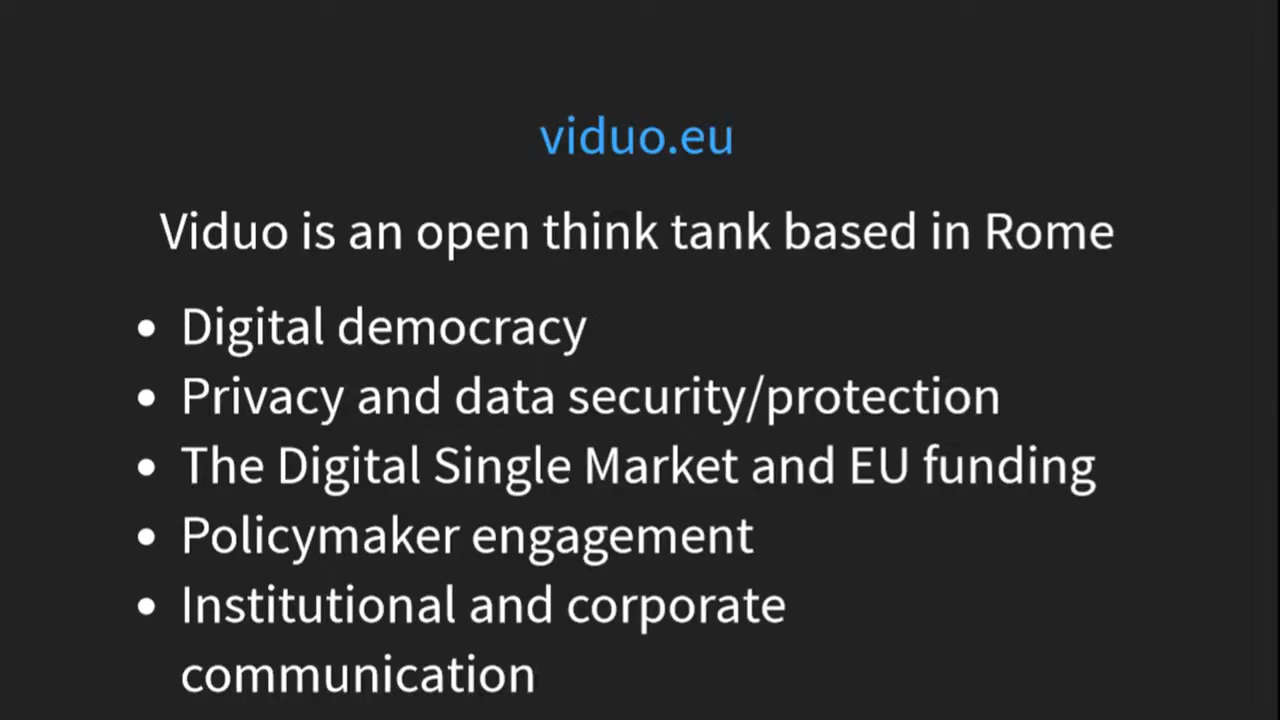 viduo.eu
Viduo is an open think tank based in Rome
• Digital democracy
• Privacy and data security/protection
• The Digital Single Market and EU funding
• Policymaker engagement
• Institutional and corporate
communication